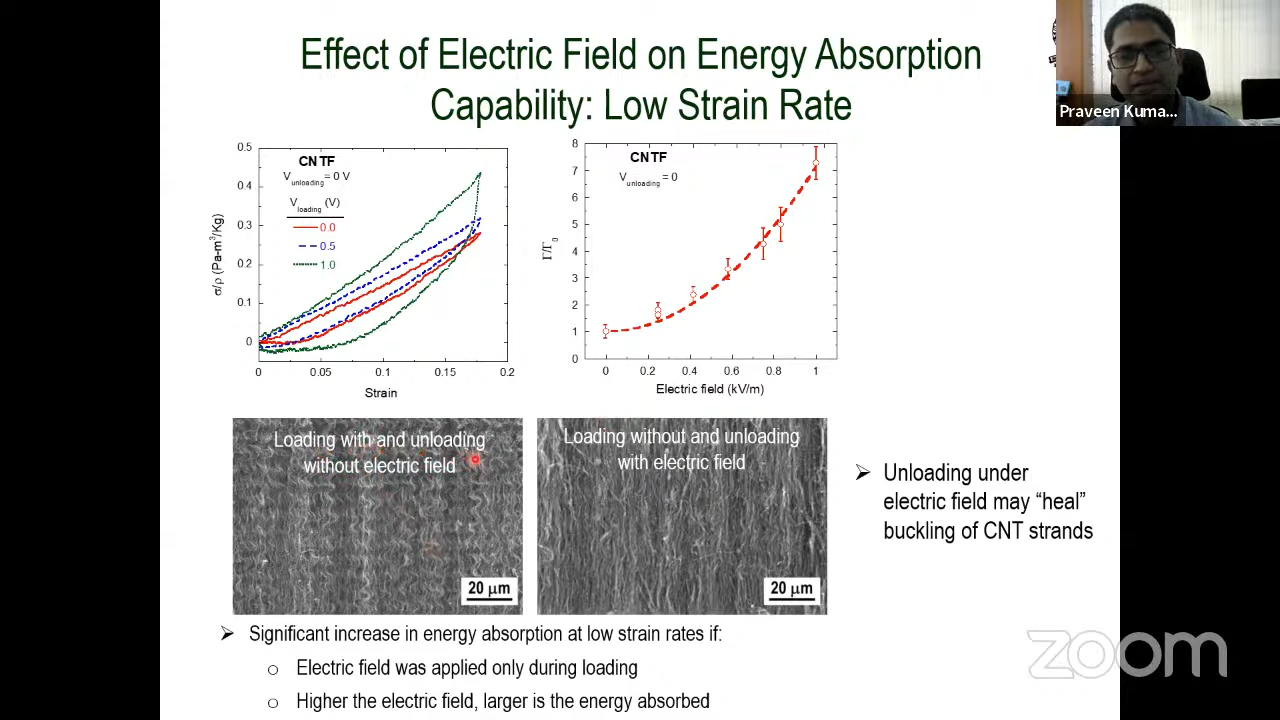 Effect of Electric Field on Energy Absorption
Capability: Low Strain Rate
Praveen Kuma...
0.5
0.4
0.3
0.2
0.1
0
σ/ρ (Pa-m³/Kg)
CNTF
V unloading = 0 V
V loading (V)
0.0
0.5
1.0
0
0.05
0.1
0.15
0.2
Strain
8
7
6
5
4
3
2
1
0
Γ/Γ₀
CNTF
V unloading = 0
0
0.2
0.4
0.6
0.8
1
Electric field (kV/m)
Loading with and unloading
without electric field
20 μm
Loading without and unloading
with electric field
20 μm
➢ Unloading under
electric field may “heal”
buckling of CNT strands
➢ Significant increase in energy absorption at low strain rates if:
○ Electric field was applied only during loading
○ Higher the electric field, larger is the energy absorbed
zoom